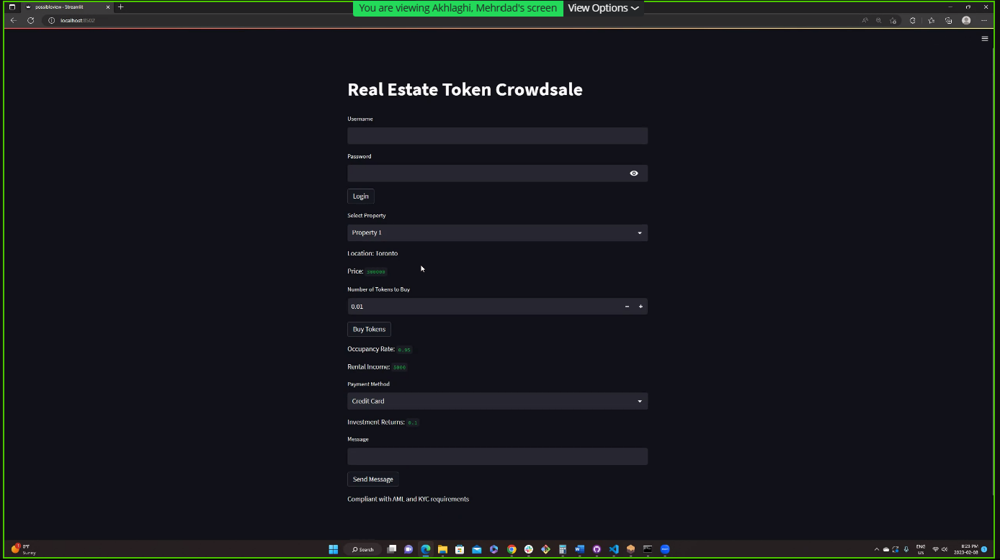 You are viewing Akhlaghi, Mehrdad's screen
View Options
possibleview · Streamlit
localhost:8502
Real Estate Token Crowdsale
Username
Password
Login
Select Property
Property 1
Location: Toronto
Price: 300000
Number of Tokens to Buy
0.01
Buy Tokens
Occupancy Rate: 0.95
Rental Income: 5000
Payment Method
Credit Card
Investment Returns: 0.1
Message
Send Message
Compliant with AML and KYC requirements
0°F
Sunny
Search
ENG
US
8:23 PM
2023-02-08